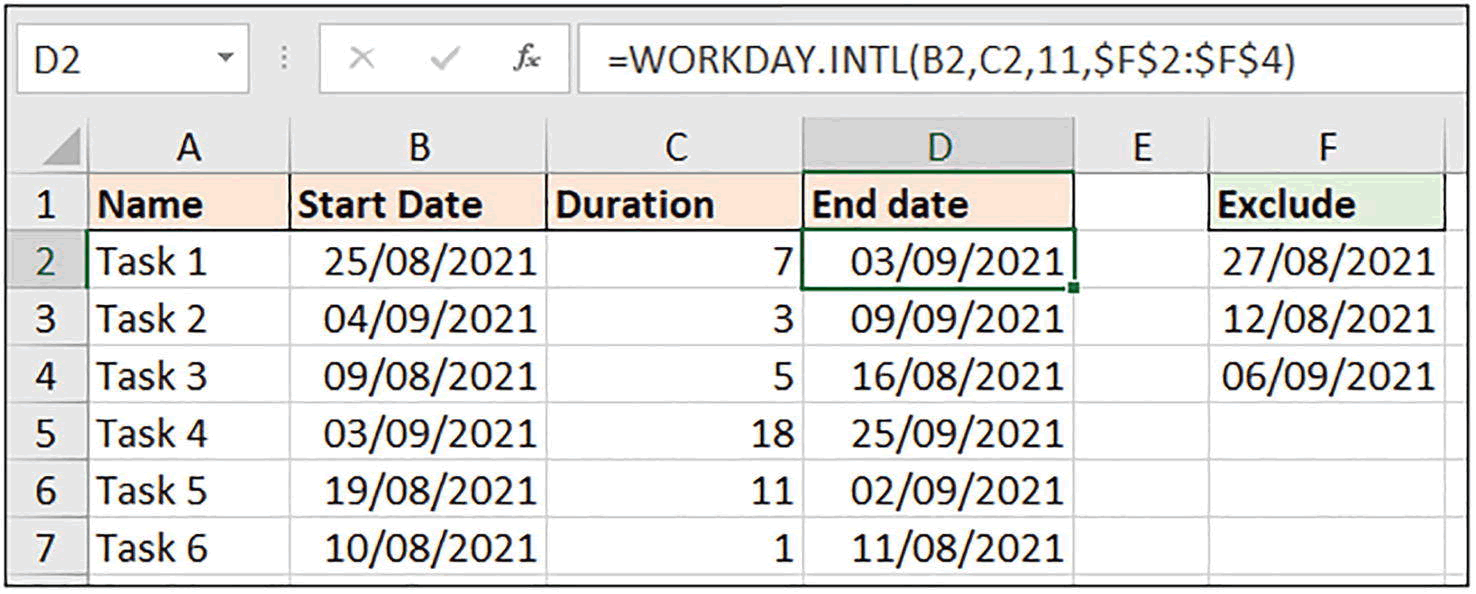 D2 fx =WORKDAY.INTL(B2,C2,11,$F$2:$F$4)
A B C D E F
1 Name Start Date Duration End date Exclude
2 Task 1 25/08/2021 7 03/09/2021 27/08/2021
3 Task 2 04/09/2021 3 09/09/2021 12/08/2021
4 Task 3 09/08/2021 5 16/08/2021 06/09/2021
5 Task 4 03/09/2021 18 25/09/2021
6 Task 5 19/08/2021 11 02/09/2021
7 Task 6 10/08/2021 1 11/08/2021